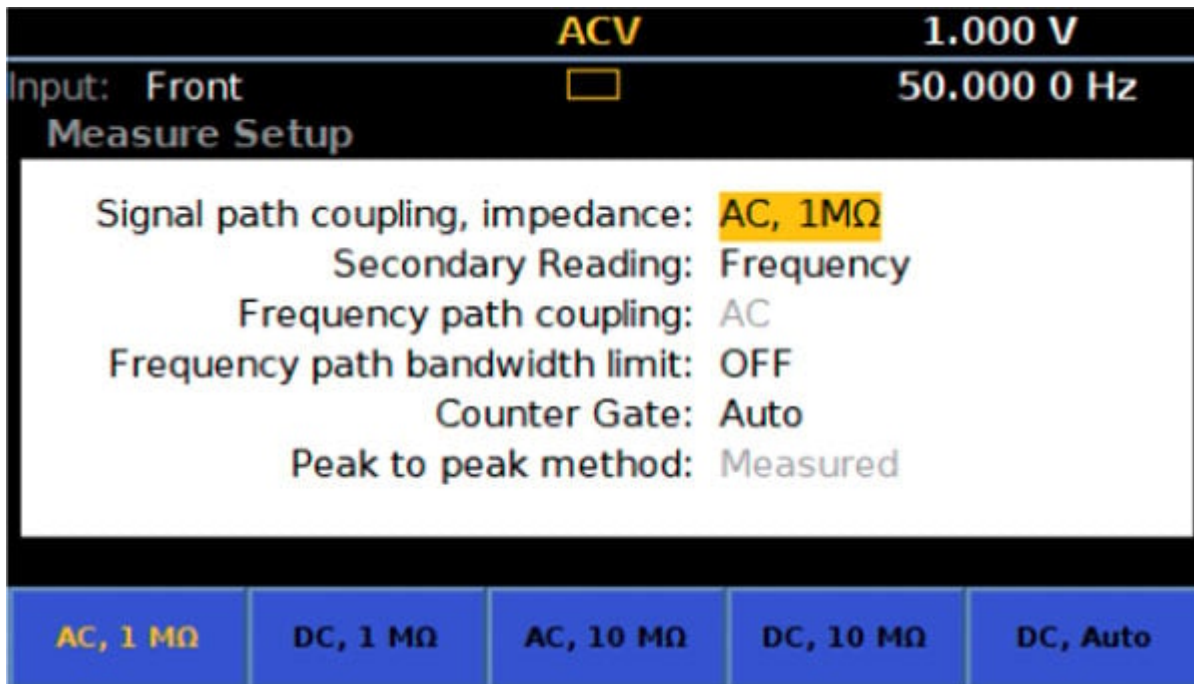 ACV 1.000 V
Input: Front 50.000 0 Hz
Measure Setup
Signal path coupling, impedance: AC, 1MΩ
Secondary Reading: Frequency
Frequency path coupling: AC
Frequency path bandwidth limit: OFF
Counter Gate: Auto
Peak to peak method: Measured
AC, 1 MΩ DC, 1 MΩ AC, 10 MΩ DC, 10 MΩ DC, Auto